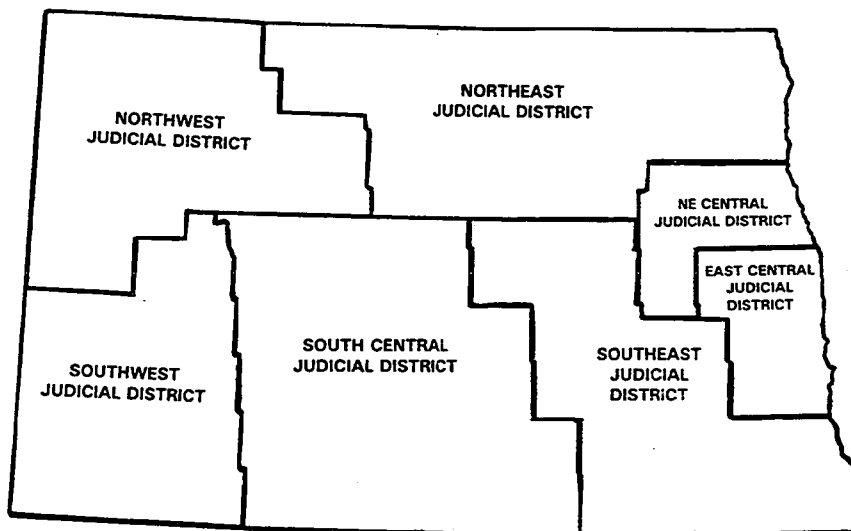 NORTHWEST
JUDICIAL DISTRICT
NORTHEAST
JUDICIAL DISTRICT
NE CENTRAL
JUDICIAL DISTRICT
EAST CENTRAL
JUDICIAL
DISTRICT
SOUTHWEST
JUDICIAL DISTRICT
SOUTH CENTRAL
JUDICIAL DISTRICT
SOUTHEAST
JUDICIAL
DISTRICT